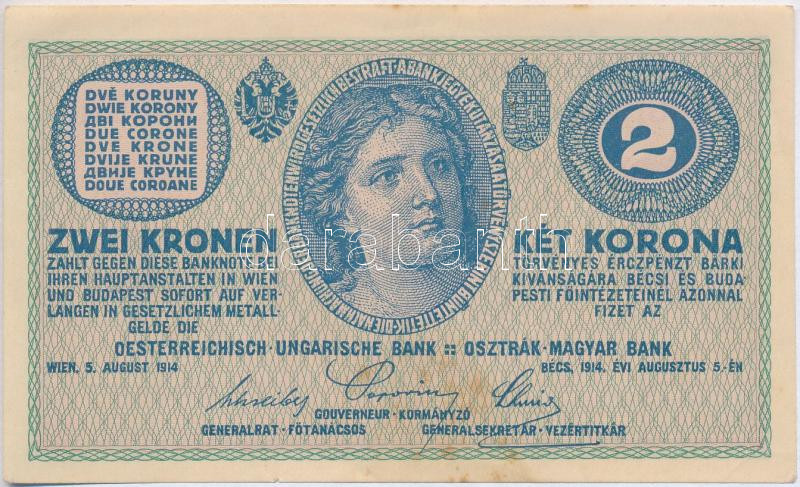 DVĚ KORUNY
DWIE KORONY
ДВІ КОРОНИ
DUE CORONE
DVE KRONE
DVIJE KRUNE
ДВИЈЕ КРУНЕ
DOUE COROANE
2
ZWEI KRONEN
ZAHLT GEGEN DIESE BANKNOTE BEI
IHREN HAUPTANSTALTEN IN WIEN
UND BUDAPEST SOFORT AUF VER-
LANGEN IN GESETZLICHEM METALL-
GELDE DIE
KÉT KORONA
TÖRVÉNYES ÉRCZPÉNZT BÁRKI
KIVÁNSÁGÁRA BÉCSI ÉS BUDA-
PESTI FŐINTÉZETEINÉL AZONNAL
FIZET AZ
OESTERREICHISCH·UNGARISCHE BANK :: OSZTRÁK·MAGYAR BANK
WIEN, 5. AUGUST 1914
BÉCS, 1914. ÉVI AUGUSZTUS 5.-ÉN
GOUVERNEUR·KORMÁNYZÓ
GENERALRAT·FŐTANÁCSOS
GENERALSEKRETÄR·VEZÉRTITKÁR
darabanth